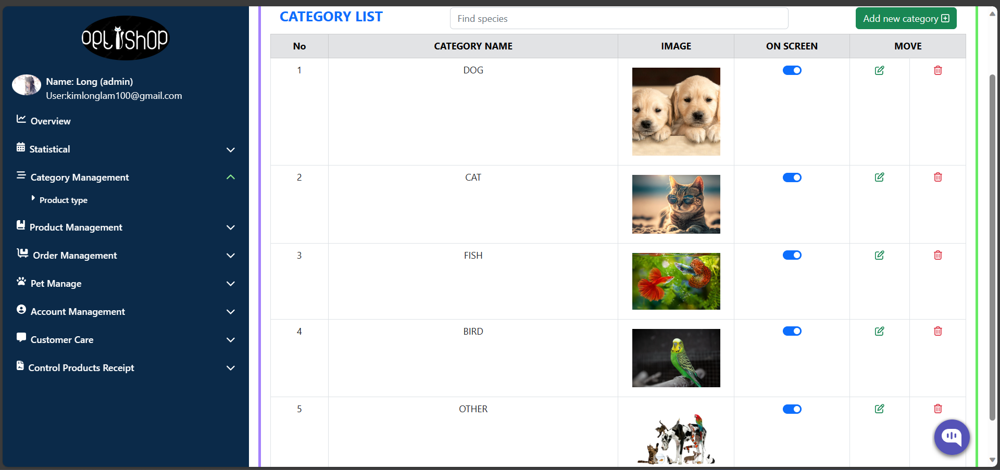 OPTISHOP
Name: Long (admin)
User:kimlonglam100@gmail.com
Overview
Statistical
Category Management
Product type
Product Management
Order Management
Pet Manage
Account Management
Customer Care
Control Products Receipt
CATEGORY LIST
Find species
Add new category
No CATEGORY NAME IMAGE ON SCREEN MOVE
1 DOG
2 CAT
3 FISH
4 BIRD
5 OTHER